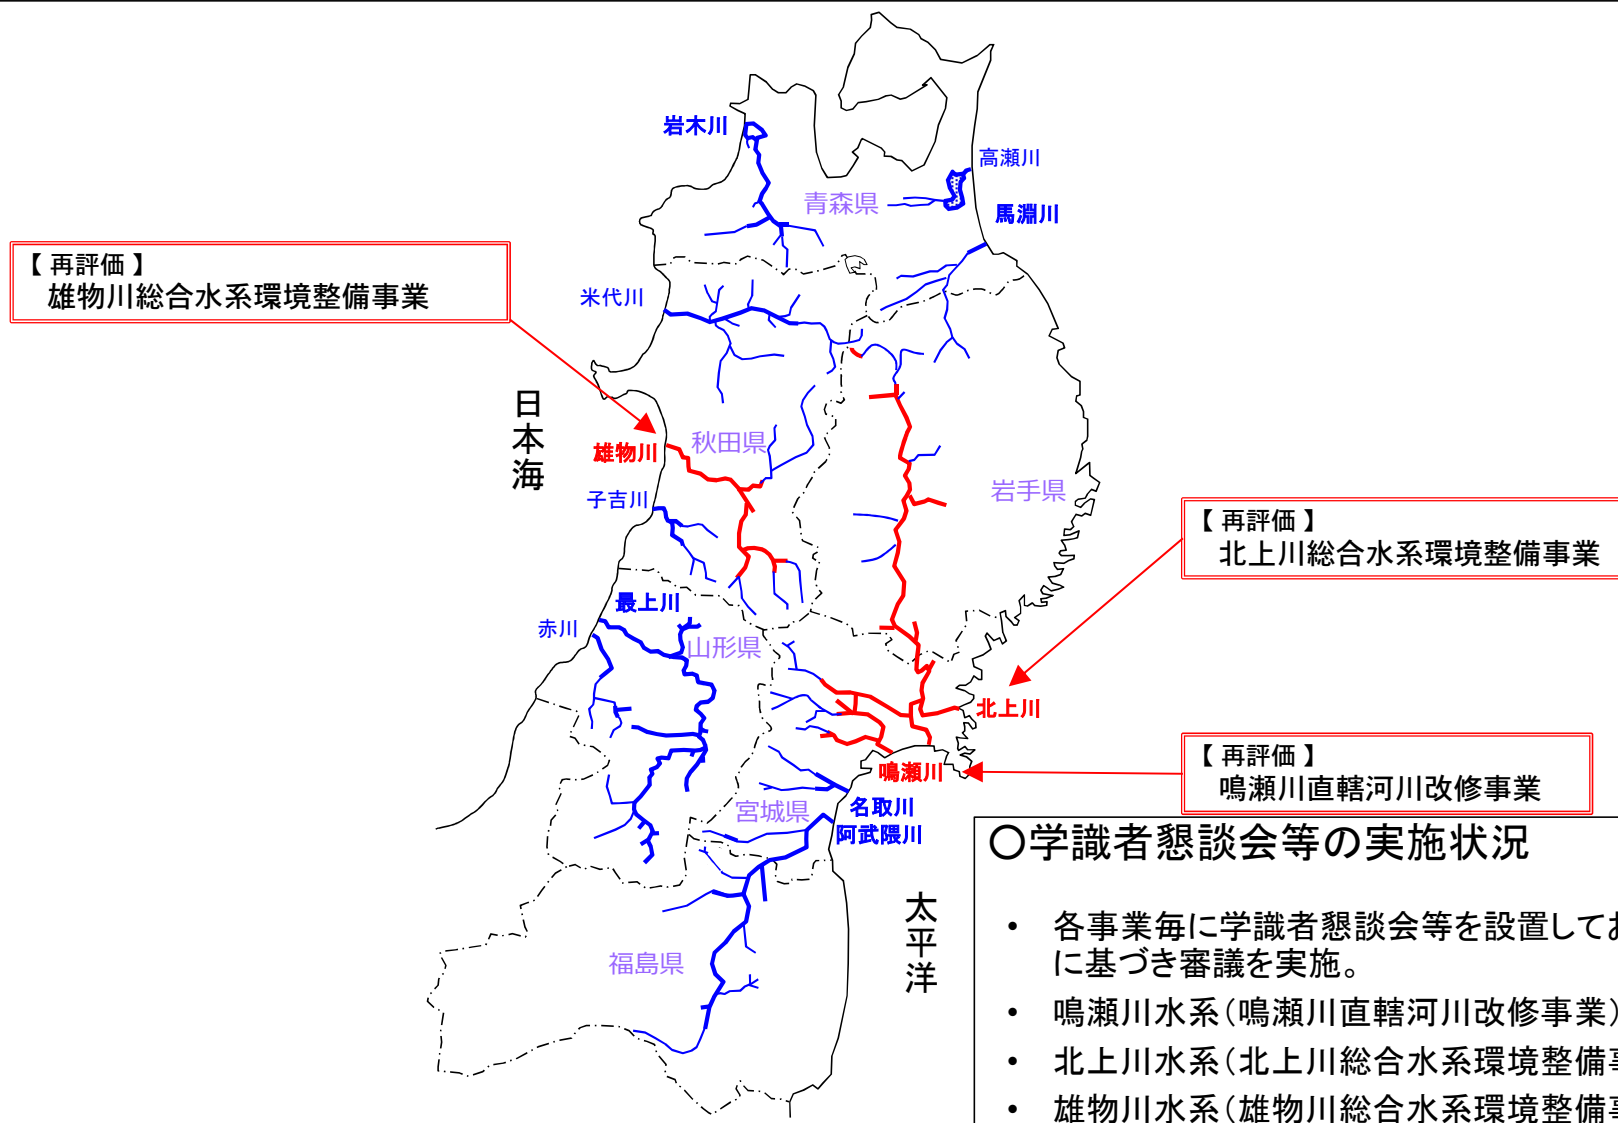 岩木川
高瀬川
青森県
馬淵川
【 再評価 】
雄物川総合水系環境整備事業
米代川
日本海
秋田県
雄物川
岩手県
子吉川
【 再評価 】
北上川総合水系環境整備事業
最上川
赤川
山形県
北上川
【 再評価 】
鳴瀬川直轄河川改修事業
鳴瀬川
宮城県
名取川
阿武隈川
太平洋
福島県
〇学識者懇談会等の実施状況
• 各事業毎に学識者懇談会等を設置してお
に基づき審議を実施。
• 鳴瀬川水系(鳴瀬川直轄河川改修事業)
• 北上川水系(北上川総合水系環境整備事
• 雄物川水系(雄物川総合水系環境整備事